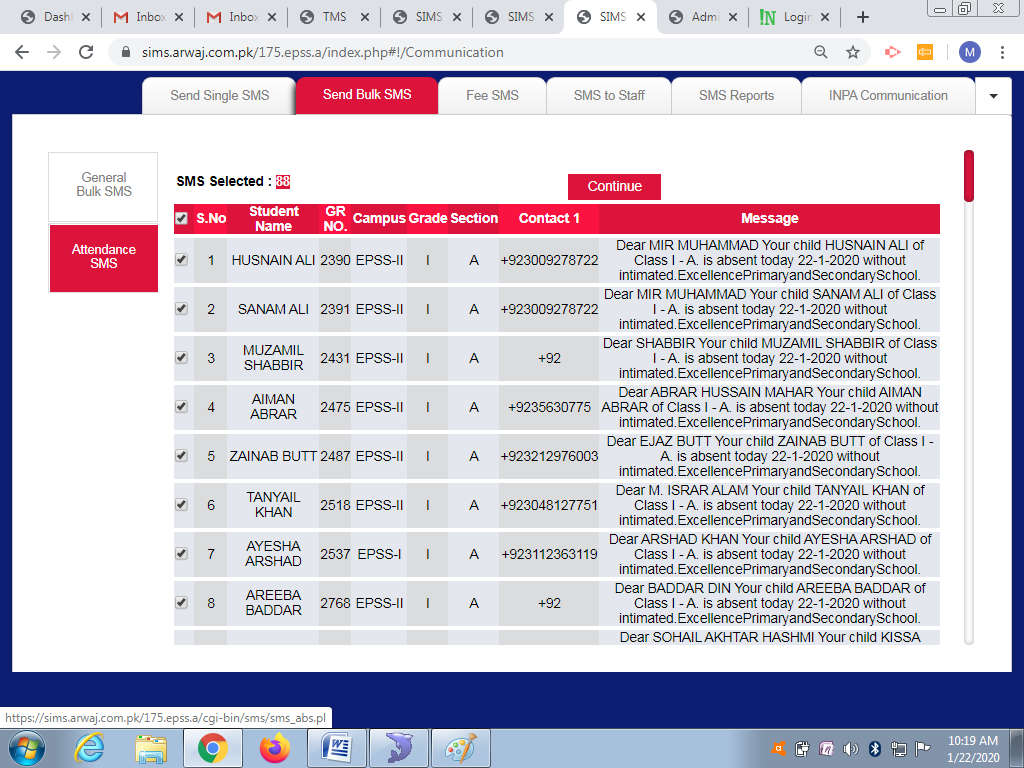 Dash
Inbox
Inbox
TMS
SIMS
SIMS
SIMS
Admi
Login
sims.arwaj.com.pk/175.epss.a/index.php#!/Communication
M
Send Single SMS
Send Bulk SMS
Fee SMS
SMS to Staff
SMS Reports
INPA Communication
General
Bulk SMS
Attendance
SMS
SMS Selected : 88
Continue
S.No Student Name GR NO. Campus Grade Section Contact 1 Message
1 HUSNAIN ALI 2390 EPSS-II I A +923009278722 Dear MIR MUHAMMAD Your child HUSNAIN ALI of
Class I - A. is absent today 22-1-2020 without
intimated.ExcellencePrimaryandSecondarySchool.
2 SANAM ALI 2391 EPSS-II I A +923009278722 Dear MIR MUHAMMAD Your child SANAM ALI of Class
I - A. is absent today 22-1-2020 without
intimated.ExcellencePrimaryandSecondarySchool.
3 MUZAMIL SHABBIR 2431 EPSS-II I A +92 Dear SHABBIR Your child MUZAMIL SHABBIR of Class
I - A. is absent today 22-1-2020 without
intimated.ExcellencePrimaryandSecondarySchool.
4 AIMAN ABRAR 2475 EPSS-II I A +9235630775 Dear ABRAR HUSSAIN MAHAR Your child AIMAN
ABRAR of Class I - A. is absent today 22-1-2020 without
intimated.ExcellencePrimaryandSecondarySchool.
5 ZAINAB BUTT 2487 EPSS-II I A +923212976003 Dear EJAZ BUTT Your child ZAINAB BUTT of Class I -
A. is absent today 22-1-2020 without
intimated.ExcellencePrimaryandSecondarySchool.
6 TANYAIL KHAN 2518 EPSS-II I A +923048127751 Dear M. ISRAR ALAM Your child TANYAIL KHAN of
Class I - A. is absent today 22-1-2020 without
intimated.ExcellencePrimaryandSecondarySchool.
7 AYESHA ARSHAD 2537 EPSS-I I A +923112363119 Dear ARSHAD KHAN Your child AYESHA ARSHAD of
Class I - A. is absent today 22-1-2020 without
intimated.ExcellencePrimaryandSecondarySchool.
8 AREEBA BADDAR 2768 EPSS-II I A +92 Dear BADDAR DIN Your child AREEBA BADDAR of
Class I - A. is absent today 22-1-2020 without
intimated.ExcellencePrimaryandSecondarySchool.
Dear SOHAIL AKHTAR HASHMI Your child KISSA
https://sims.arwaj.com.pk/175.epss.a/cgi-bin/sms/sms_abs.pl
10:19 AM
1/22/2020